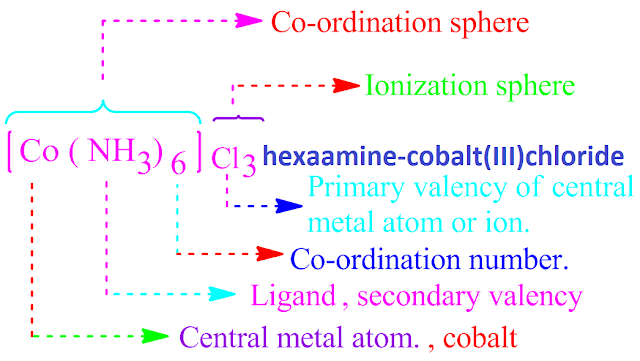 Co-ordination sphere
Ionization sphere
[Co ( NH3) 6] Cl3 hexaamine-cobalt(III)chloride
Primary valency of central
metal atom or ion.
Co-ordination number.
Ligand , secondary valency
Central metal atom. , cobalt